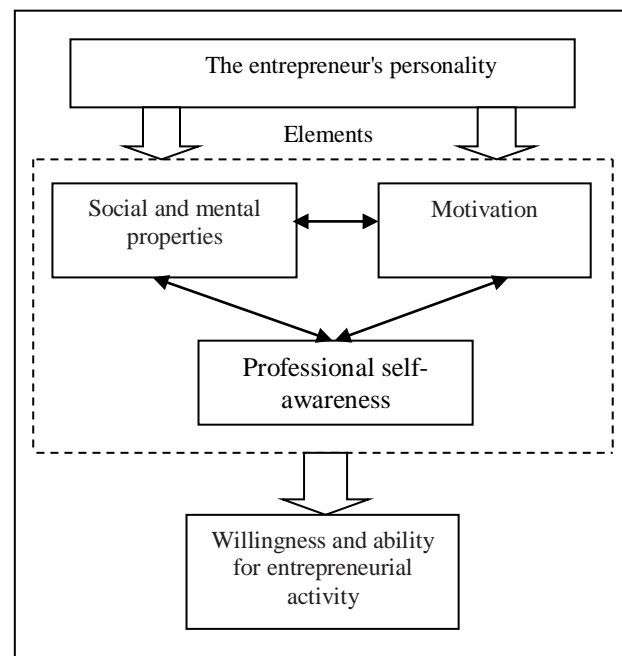 The entrepreneur's personality
Elements
Social and mental
properties
Motivation
Professional self-
awareness
Willingness and ability
for entrepreneurial
activity